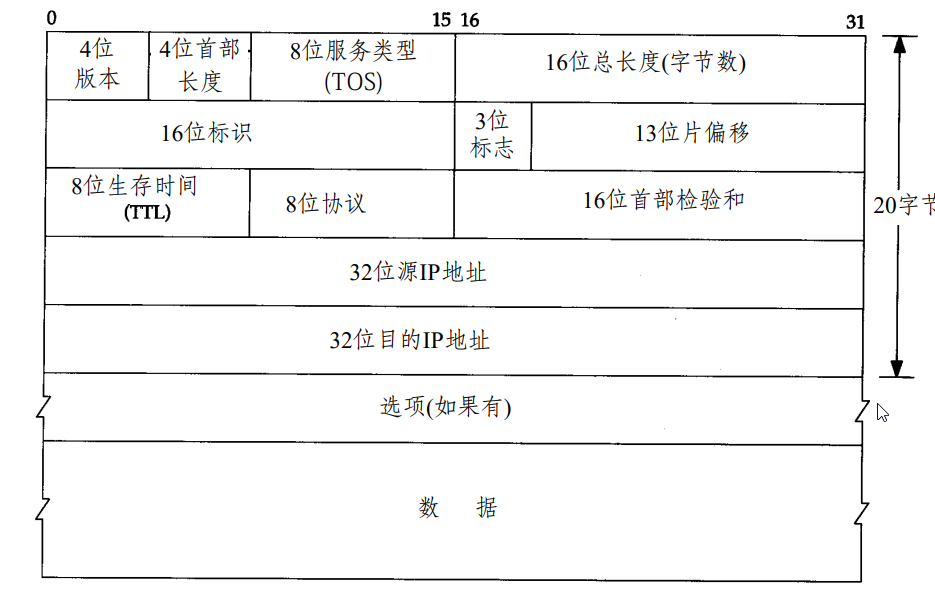 0 15 16 31
4位
版本
4位首部
长度
8位服务类型
(TOS)
16位总长度(字节数)
16位标识
3位
标志
13位片偏移
8位生存时间
(TTL)
8位协议
16位首部检验和
20字节
32位源IP地址
32位目的IP地址
选项(如果有)
数 据